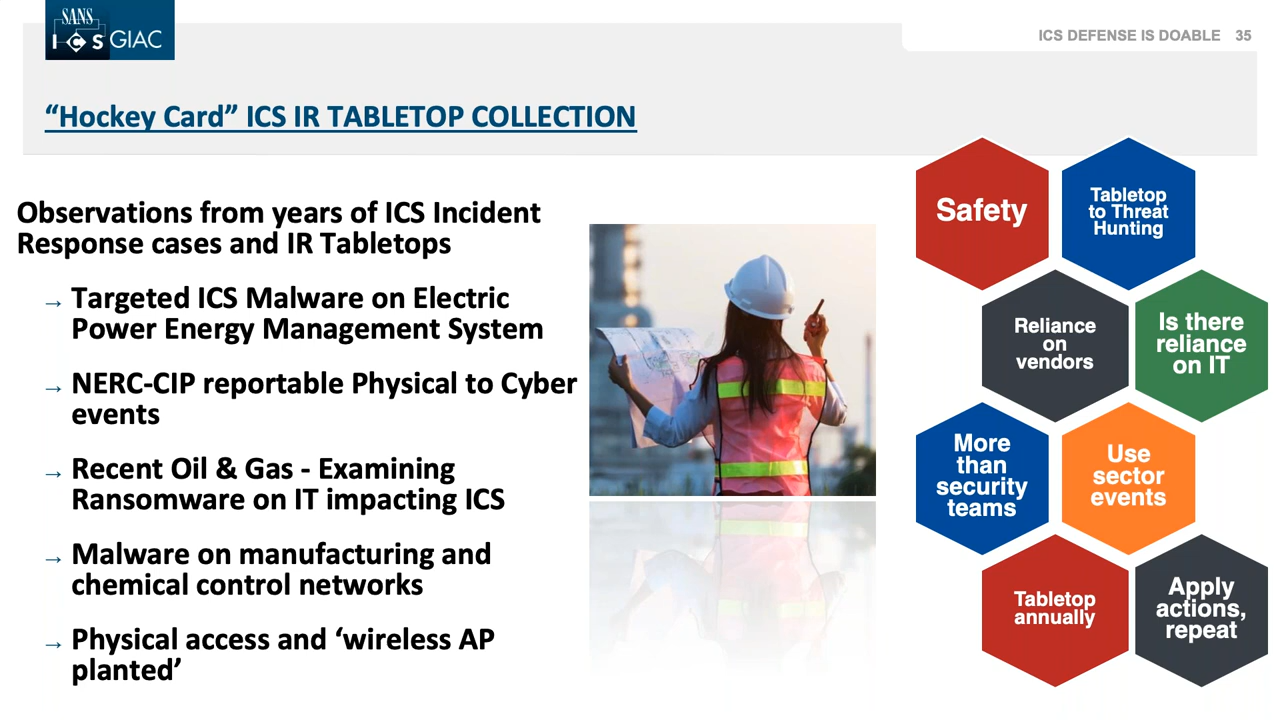 SANS
ICS GIAC
ICS DEFENSE IS DOABLE 35
“Hockey Card” ICS IR TABLETOP COLLECTION
Observations from years of ICS Incident
Response cases and IR Tabletops
→ Targeted ICS Malware on Electric
Power Energy Management System
→ NERC-CIP reportable Physical to Cyber
events
→ Recent Oil & Gas - Examining
Ransomware on IT impacting ICS
→ Malware on manufacturing and
chemical control networks
→ Physical access and ‘wireless AP
planted’
Safety
Tabletop
to Threat
Hunting
Reliance
on
vendors
Is there
reliance
on IT
More
than
security
teams
Use
sector
events
Tabletop
annually
Apply
actions,
repeat